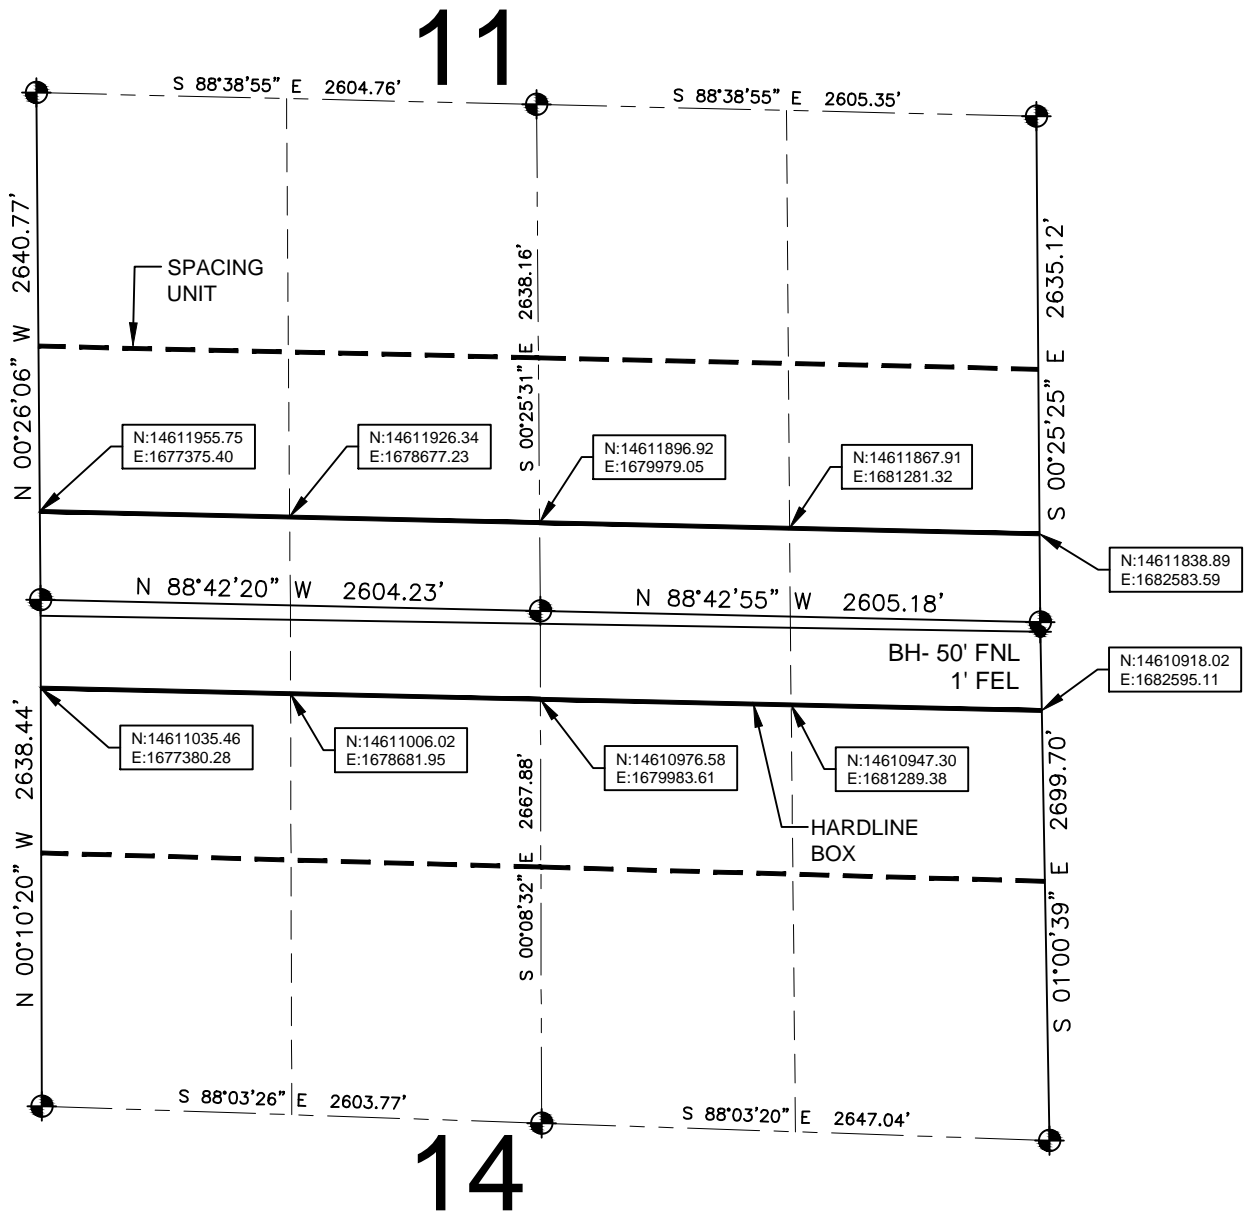 11
S 88°38'55" E 2604.76'
S 88°38'55" E 2605.35'
N 00°26'06" W 2640.77'
S 00°25'31" E 2638.16'
S 00°25'25" E 2635.12'
SPACING
UNIT
N:14611955.75
E:1677375.40
N:14611926.34
E:1678677.23
N:14611896.92
E:1679979.05
N:14611867.91
E:1681281.32
N:14611838.89
E:1682583.59
N 88°42'20" W 2604.23'
N 88°42'55" W 2605.18'
BH- 50' FNL
1' FEL
N:14610918.02
E:1682595.11
N:14611035.46
E:1677380.28
N:14611006.02
E:1678681.95
N:14610976.58
E:1679983.61
N:14610947.30
E:1681289.38
HARDLINE
BOX
N 00°10'20" W 2638.44'
S 00°08'32" E 2667.88'
S 01°00'39" E 2699.70'
S 88°03'26" E 2603.77'
S 88°03'20" E 2647.04'
14